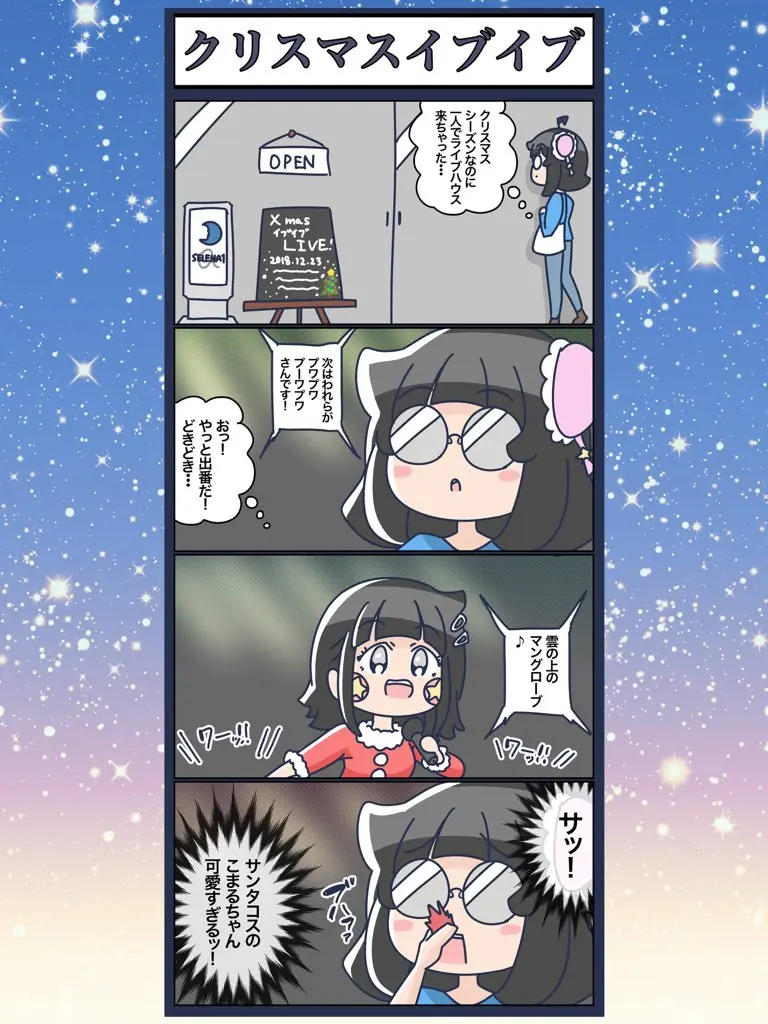 クリスマスイブイブ
クリスマス
シーズンなのに
一人でライブハウス
来ちゃった…
OPEN
SELENA1
Xmas
イブイブ
LIVE!
2018.12.23
次はわれらが
プワプワ
プーワプワ
さんです!
おっ!
やっと出番だ!
どきどき…
雲の上の
マングローブ
♪
ワーッ!!
ワーッ!!
サッ!
ブハァッ
サンタコスの
こまるちゃん
可愛すぎるッ!